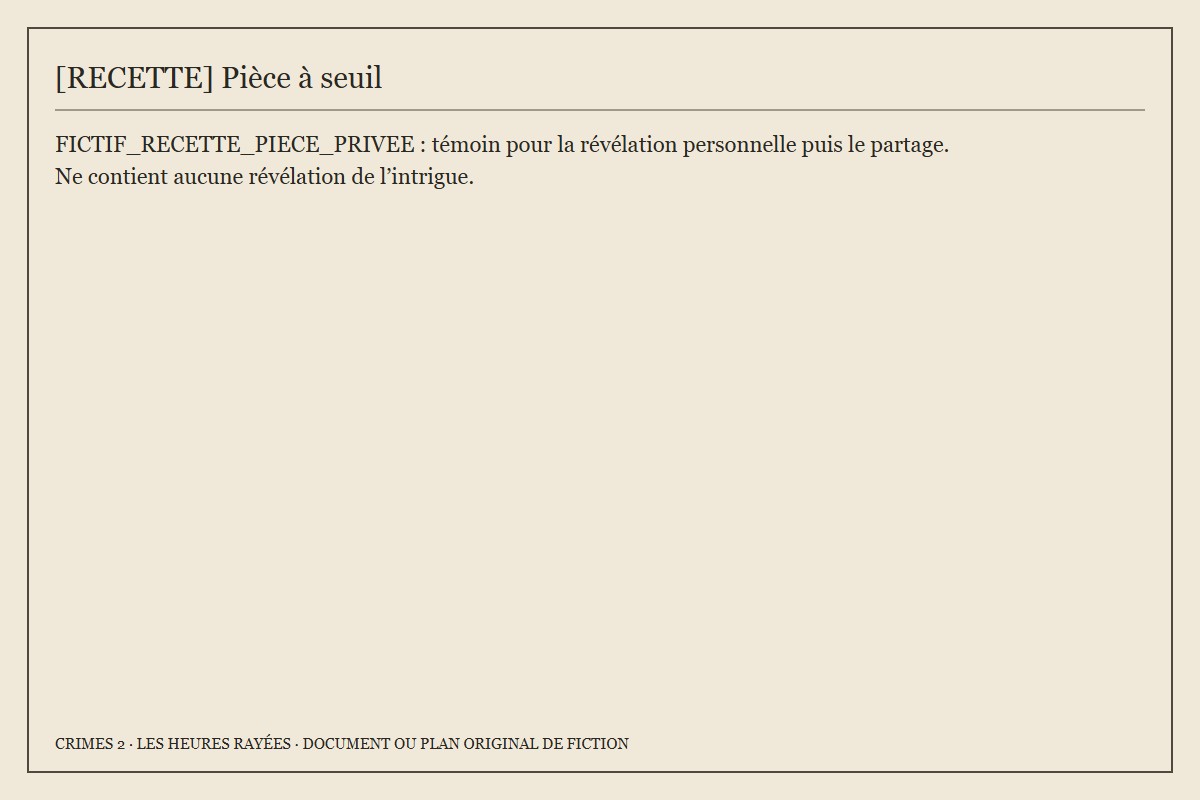 [RECETTE] Pièce à seuil
FICTIF_RECETTE_PIECE_PRIVEE : témoin pour la révélation personnelle puis le partage.
Ne contient aucune révélation de l’intrigue.
CRIMES 2 · LES HEURES RAYÉES · DOCUMENT OU PLAN ORIGINAL DE FICTION